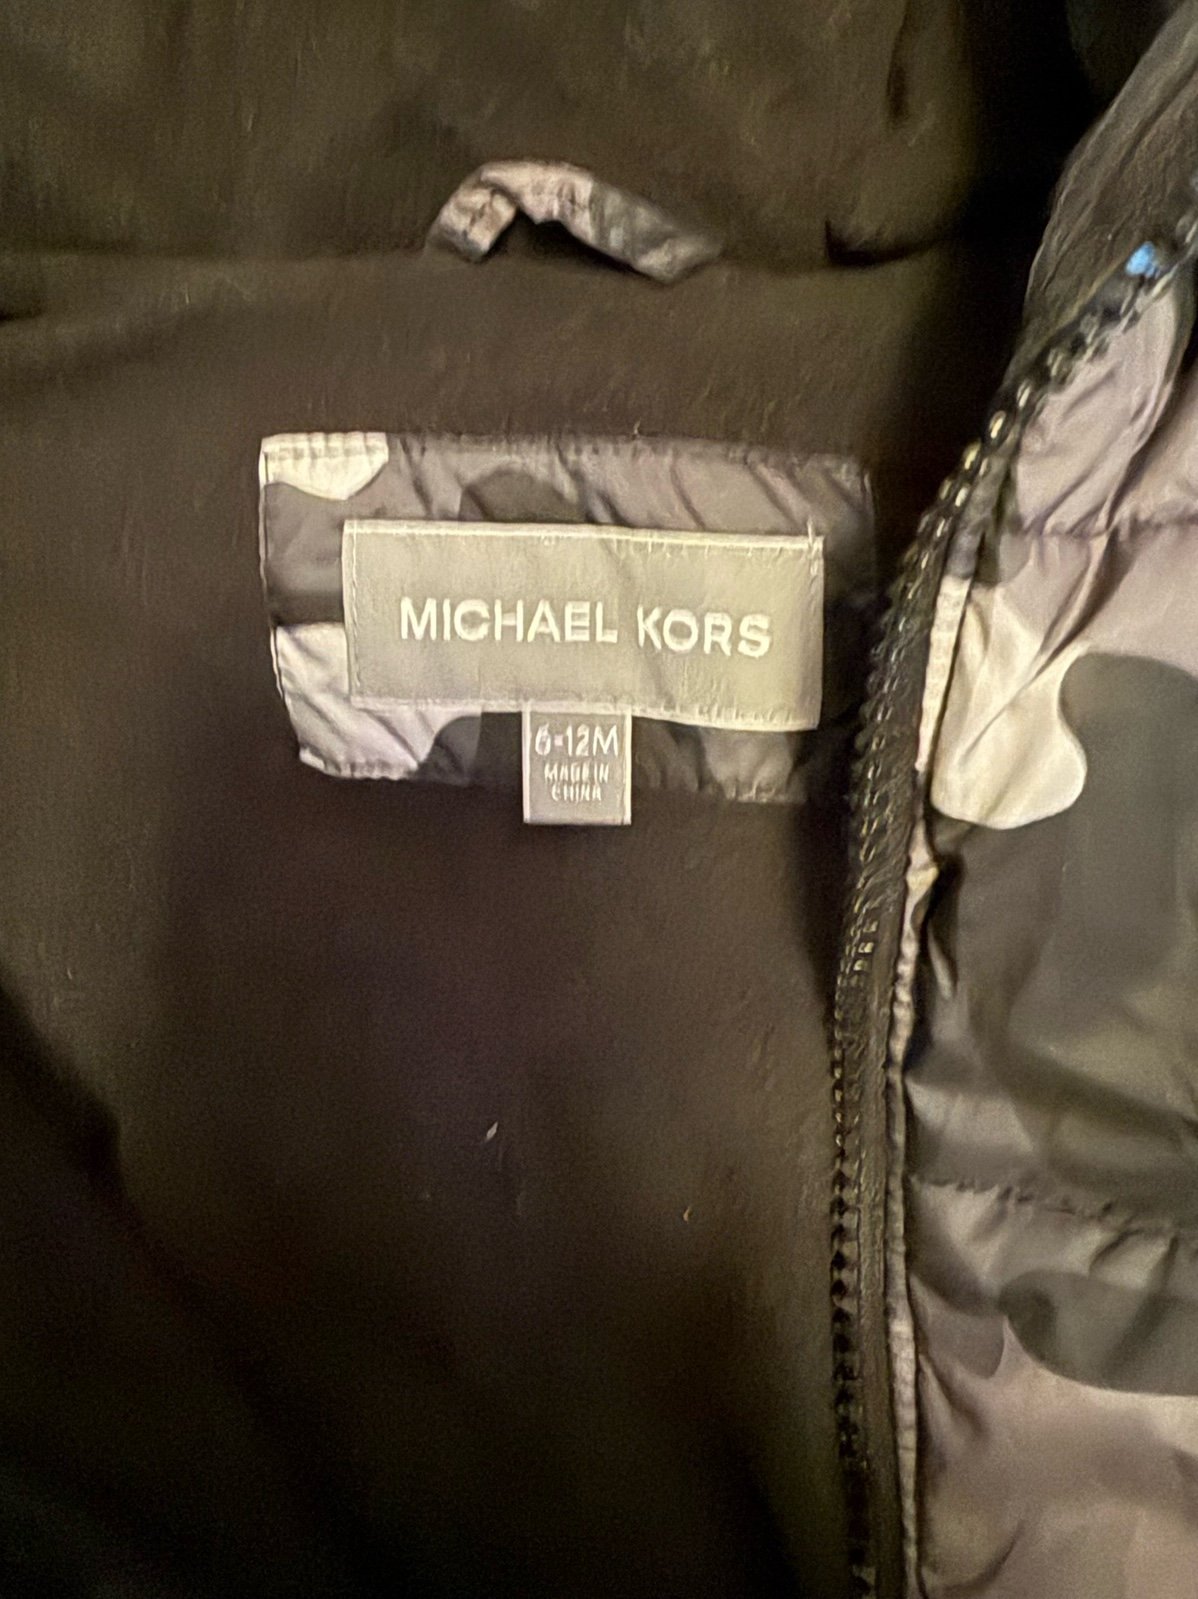 MICHAEL KORS
6-12M
MADE IN
CHINA